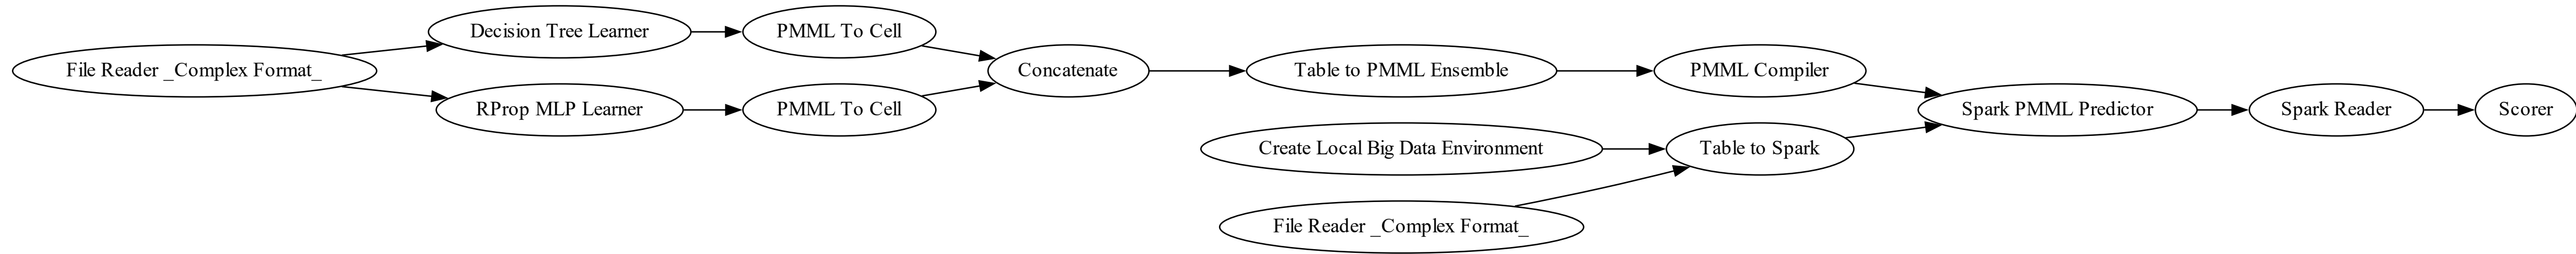 File Reader _Complex Format_
Decision Tree Learner
RProp MLP Learner
PMML To Cell
PMML To Cell
Concatenate
Table to PMML Ensemble
PMML Compiler
Create Local Big Data Environment
File Reader _Complex Format_
Table to Spark
Spark PMML Predictor
Spark Reader
Scorer